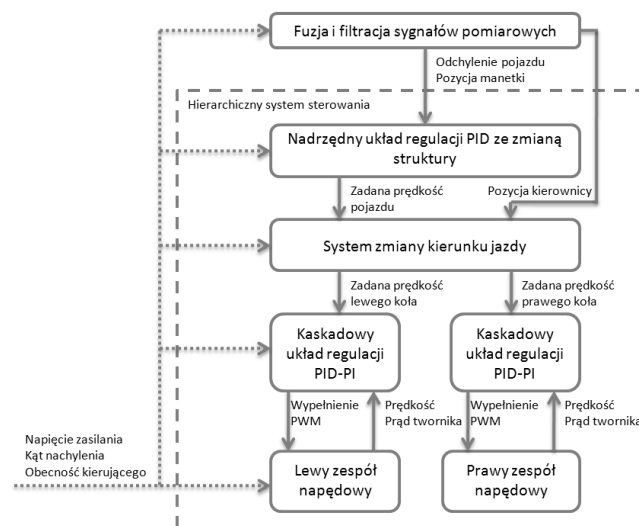 Fuzja i filtracja sygnałów pomiarowych
Odchylenie pojazdu
Pozycja manetki
Hierarchiczny system sterowania
Nadrzędny układ regulacji PID ze zmianą
struktury
Zadana prędkość
pojazdu
Pozycja kierownicy
System zmiany kierunku jazdy
Zadana prędkość
lewego koła
Zadana prędkość
prawego koła
Kaskadowy
układ regulacji
PID-PI
Kaskadowy
układ regulacji
PID-PI
Wypełnienie
PWM
Prędkość
Prąd twornika
Wypełnienie
PWM
Prędkość
Prąd twornika
Napięcie zasilania
Kąt nachylenia
Obecność kierującego
Lewy zespół
napędowy
Prawy zespół
napędowy